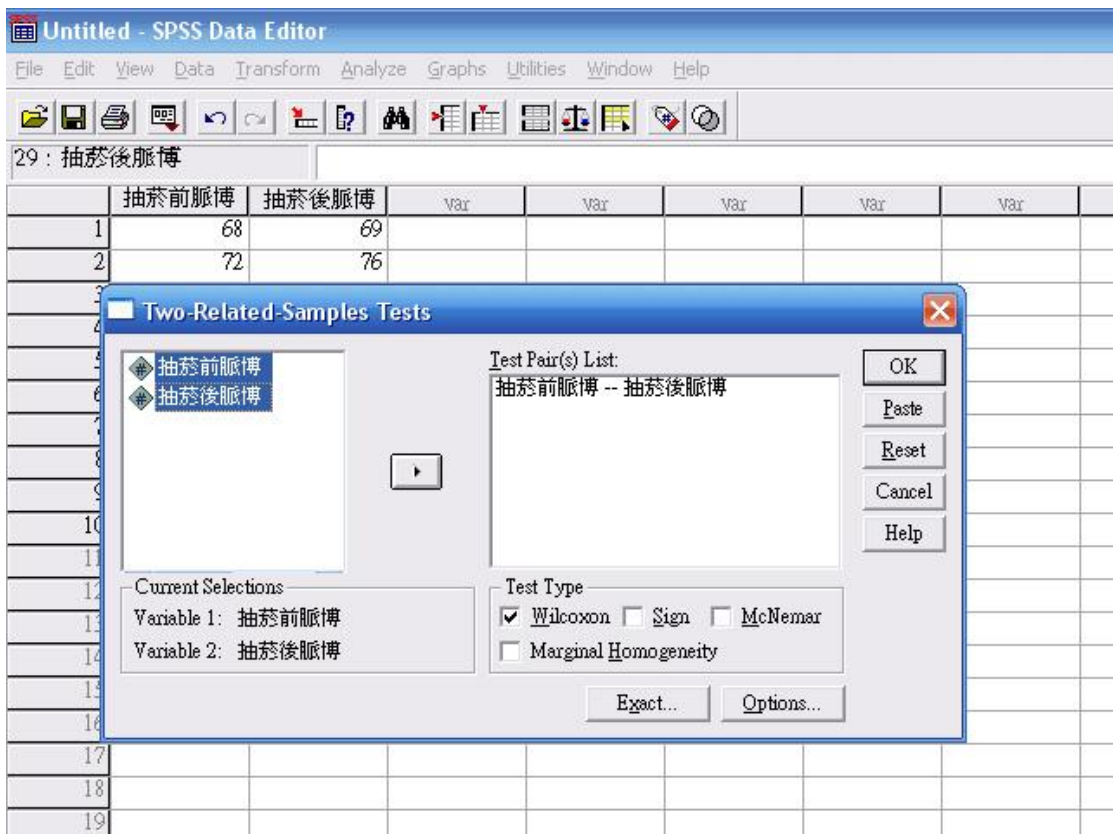 Untitled - SPSS Data Editor
File Edit View Data Transform Analyze Graphs Utilities Window Help
29 : 抽菸後脈博
抽菸前脈博 抽菸後脈博 var var var var var
1 68 69
2 72 76
Two-Related-Samples Tests
抽菸前脈博
抽菸後脈博
Test Pair(s) List:
抽菸前脈博 -- 抽菸後脈博
OK
Paste
Reset
Cancel
Help
Current Selections
Variable 1: 抽菸前脈博
Variable 2: 抽菸後脈博
Test Type
Wilcoxon Sign McNemar
Marginal Homogeneity
Exact... Options...
10
11
17
18
19